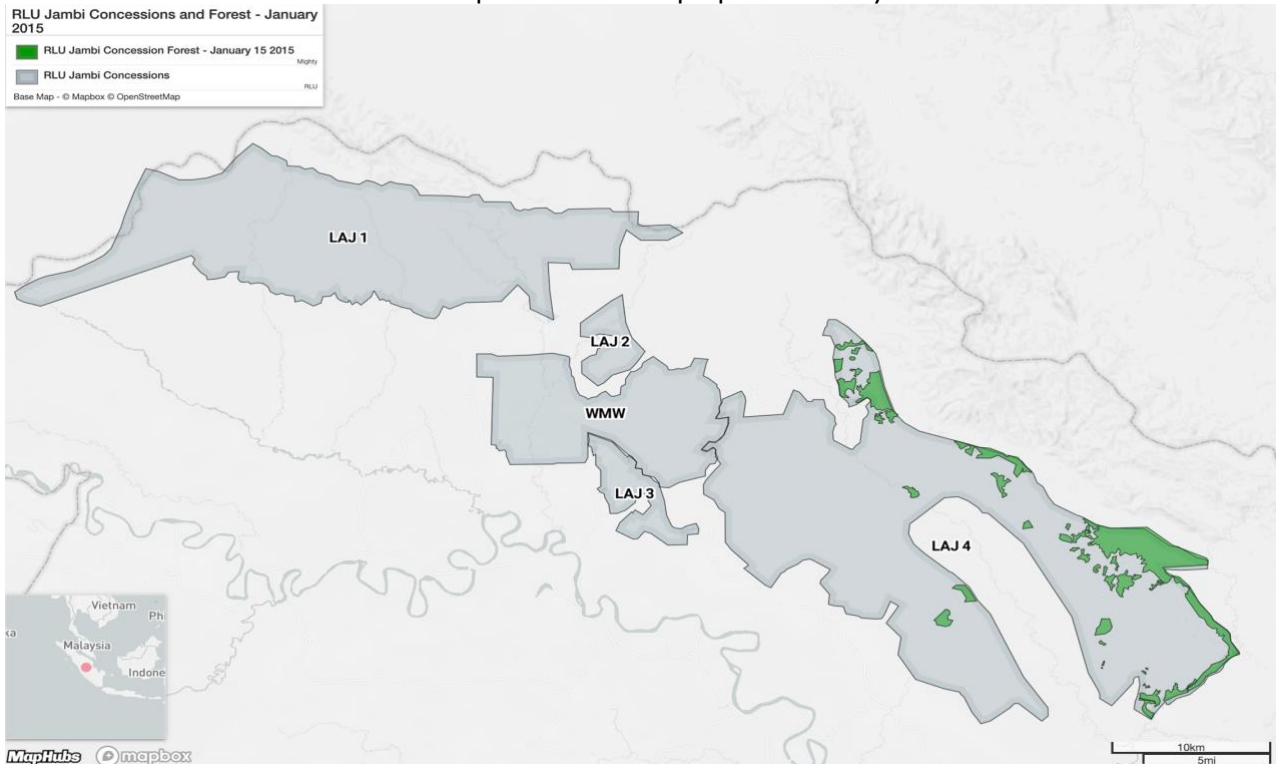 RLU Jambi Concessions and Forest - January
2015
RLU Jambi Concession Forest - January 15 2015
Mighty
RLU Jambi Concessions
RLU
Base Map - © Mapbox © OpenStreetMap
LAJ 1
LAJ 2
WMW
LAJ 3
LAJ 4
Vietnam
Ph
ka
Malaysia
Indone
MapHubs
mapbox
10km
5mi